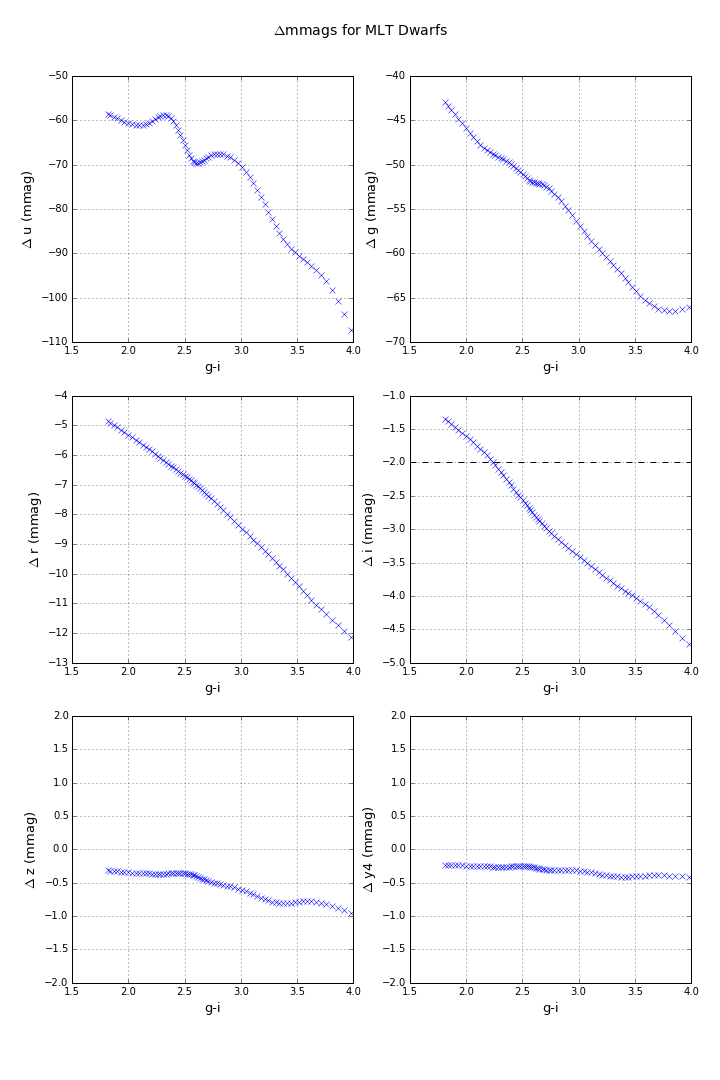 Δmmags for MLT Dwarfs
−50
−60
−70
−80
−90
−100
−110
Δ u (mmag)
1.5 2.0 2.5 3.0 3.5 4.0
g-i
−40
−45
−50
−55
−60
−65
−70
Δ g (mmag)
1.5 2.0 2.5 3.0 3.5 4.0
g-i
−4
−5
−6
−7
−8
−9
−10
−11
−12
−13
Δ r (mmag)
1.5 2.0 2.5 3.0 3.5 4.0
g-i
−1.0
−1.5
−2.0
−2.5
−3.0
−3.5
−4.0
−4.5
−5.0
Δ i (mmag)
1.5 2.0 2.5 3.0 3.5 4.0
g-i
2.0
1.5
1.0
0.5
0.0
−0.5
−1.0
−1.5
−2.0
Δ z (mmag)
1.5 2.0 2.5 3.0 3.5 4.0
g-i
2.0
1.5
1.0
0.5
0.0
−0.5
−1.0
−1.5
−2.0
Δ y4 (mmag)
1.5 2.0 2.5 3.0 3.5 4.0
g-i